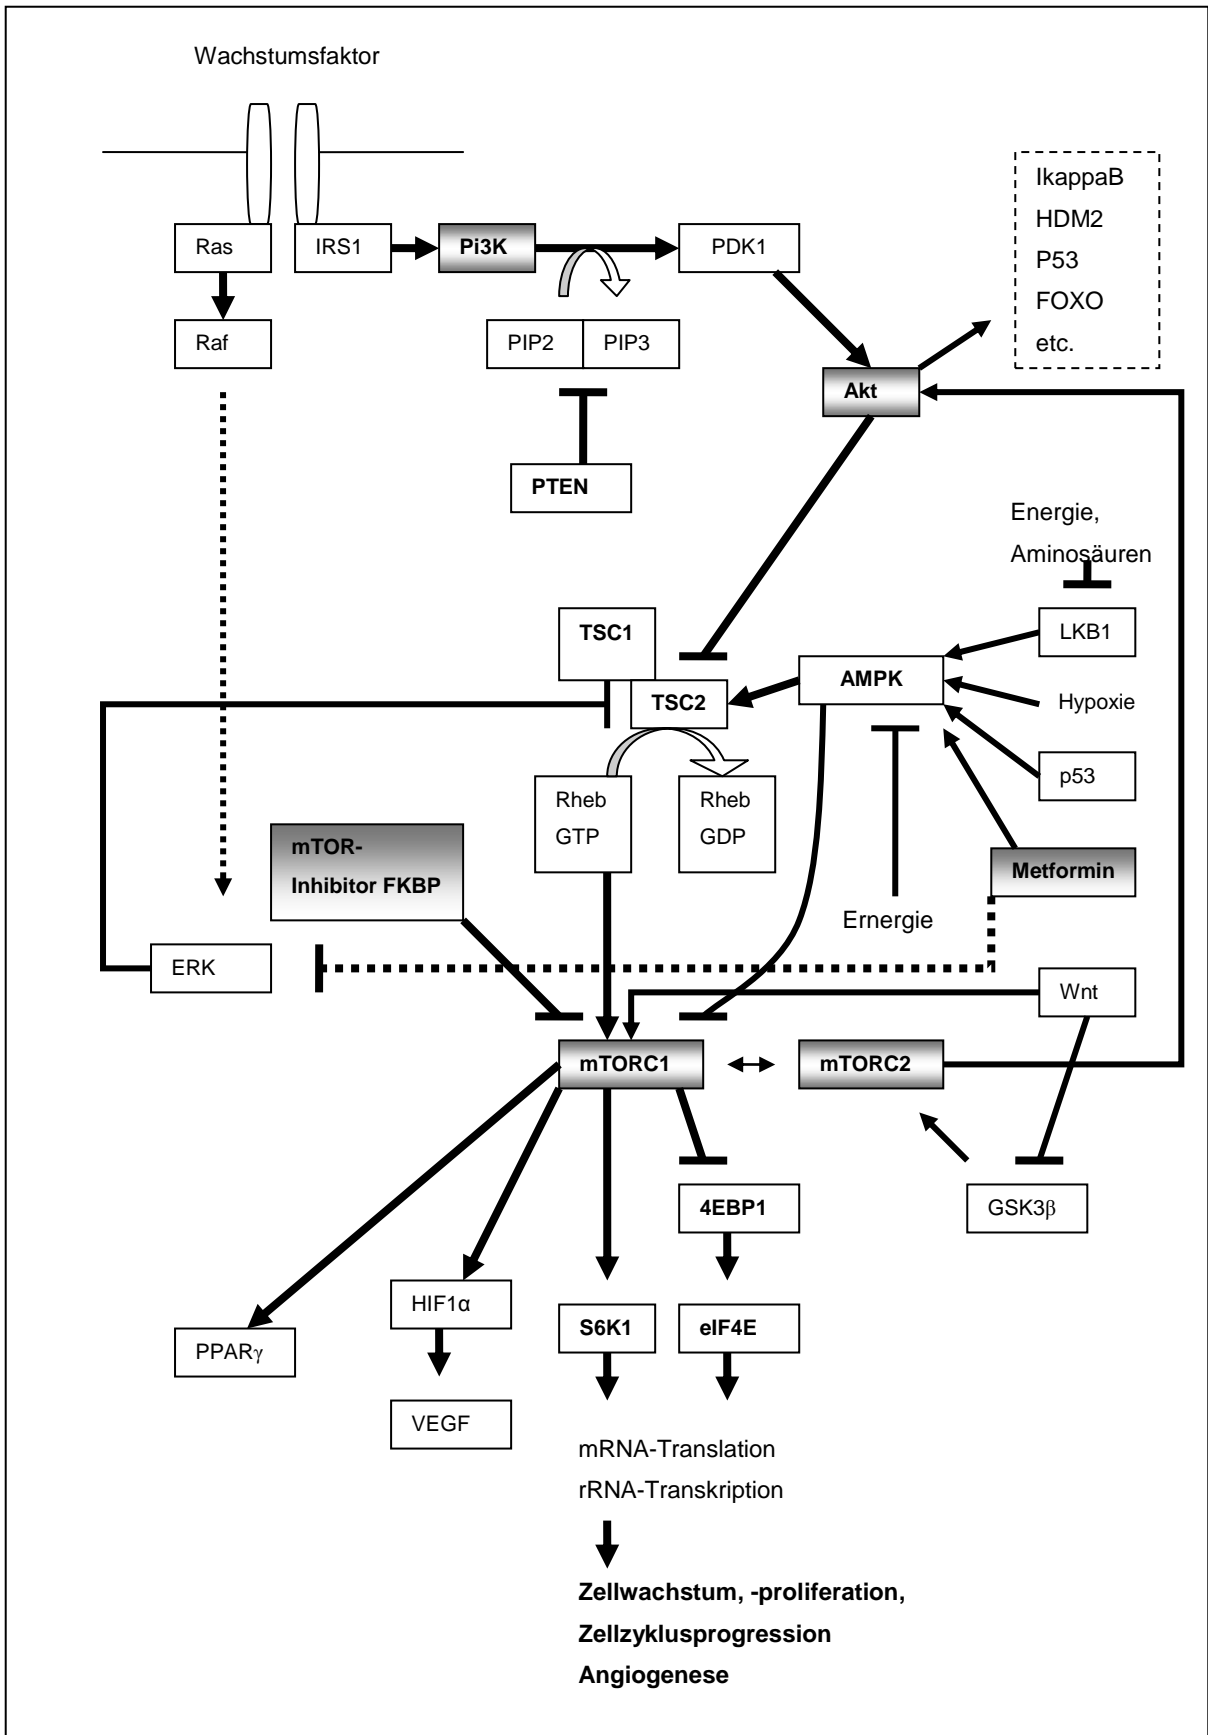 Wachstumsfaktor
IkappaB
HDM2
P53
FOXO
etc.
Ras
IRS1
Pi3K
PDK1
Raf
PIP2
PIP3
Akt
PTEN
Energie,
Aminosäuren
TSC1
LKB1
AMPK
TSC2
Hypoxie
p53
Rheb
GTP
Rheb
GDP
mTOR-
Inhibitor FKBP
Metformin
Ernergie
ERK
Wnt
mTORC1
mTORC2
4EBP1
GSK3β
HIF1α
S6K1
eIF4E
PPARγ
VEGF
mRNA-Translation
rRNA-Transkription
Zellwachstum, -proliferation,
Zellzyklusprogression
Angiogenese